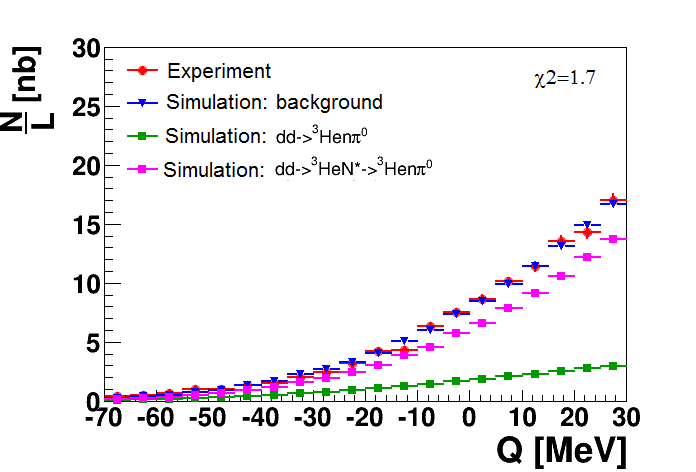 N/L [nb]
30
25
20
15
10
5
0
Experiment
Simulation: background
Simulation: dd->³Henπ⁰
Simulation: dd->³HeN*->³Henπ⁰
χ2=1.7
-70 -60 -50 -40 -30 -20 -10 0 10 20 30
Q [MeV]